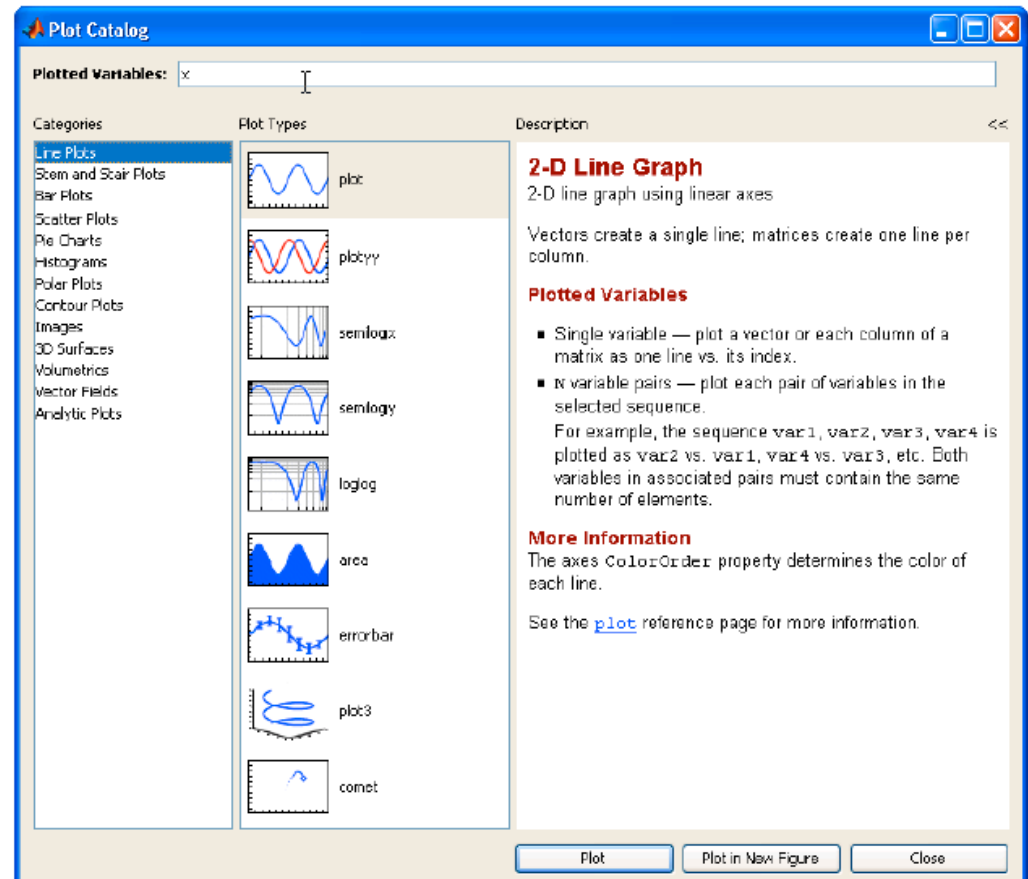 Plot Catalog
Plotted Variables: x
Categories
Line Plots
Stem and Stair Plots
Bar Plots
Scatter Plots
Pie Charts
Histograms
Polar Plots
Contour Plots
Images
3D Surfaces
Volumetrics
Vector Fields
Analytic Plots
Plot Types
plot
plotyy
semilogx
semilogy
loglog
area
errorbar
plot3
comet
Description <<
2-D Line Graph
2-D line graph using linear axes
Vectors create a single line; matrices create one line per
column.
Plotted Variables
▪ Single variable — plot a vector or each column of a
matrix as one line vs. its index.
▪ N variable pairs — plot each pair of variables in the
selected sequence.
For example, the sequence var1, var2, var3, var4 is
plotted as var2 vs. var1, var4 vs. var3, etc. Both
variables in associated pairs must contain the same
number of elements.
More Information
The axes ColorOrder property determines the color of
each line.
See the plot reference page for more information.
Plot
Plot in New Figure
Close